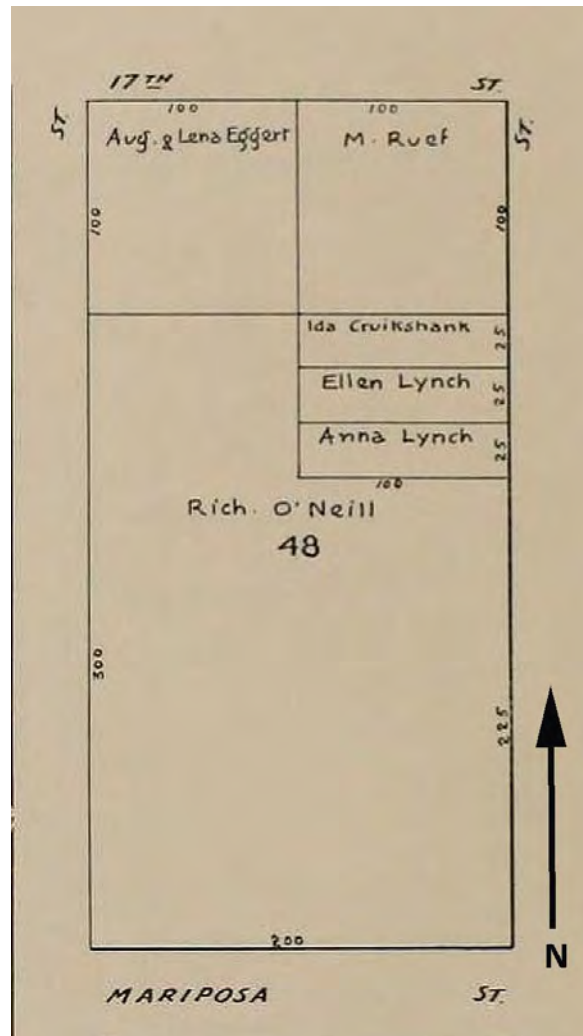 17TH ST.
ST
ST.
100 100
Aug. & Lena Eggert M. Ruef
100
100
Ida Cruikshank 25
Ellen Lynch 25
Anna Lynch 25
100
Rich. O'Neill
48
300
225
200
N
MARIPOSA ST.